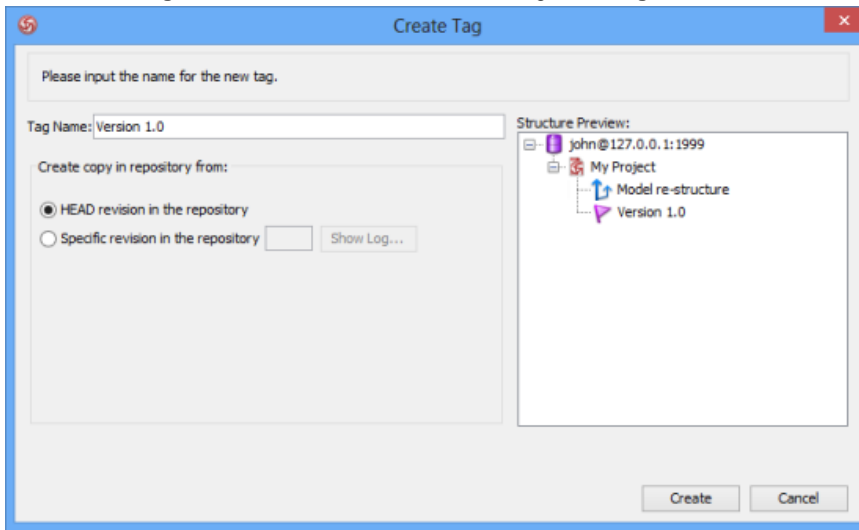 Create Tag
Please input the name for the new tag.
Tag Name: Version 1.0
Create copy in repository from:
HEAD revision in the repository
Specific revision in the repository
Show Log...
Structure Preview:
john@127.0.0.1:1999
My Project
Model re-structure
Version 1.0
Create
Cancel